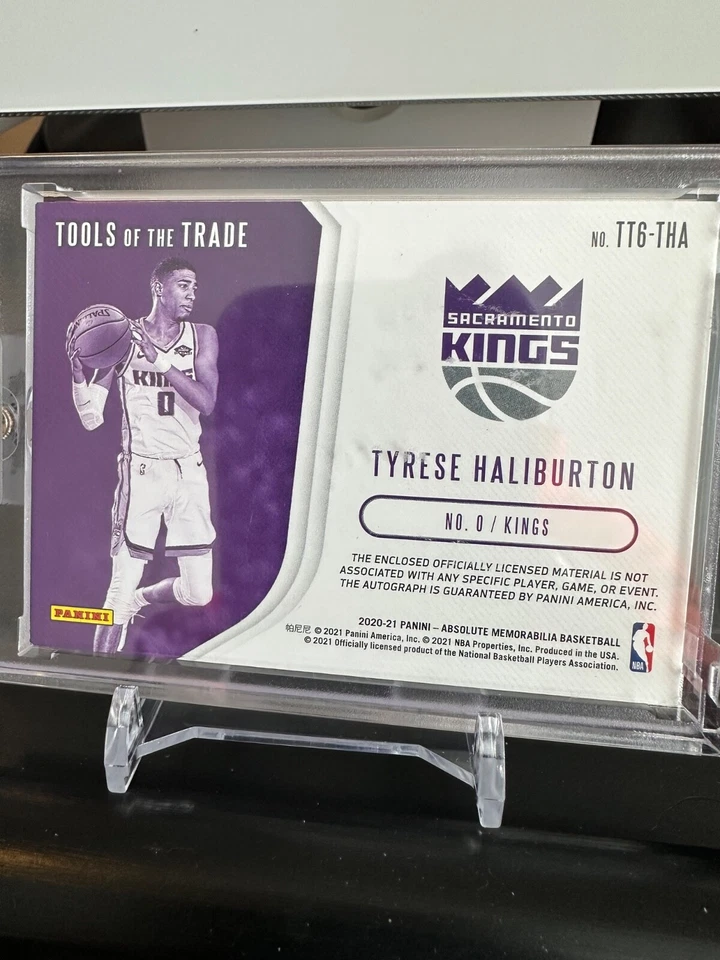 TOOLS OF THE TRADE
NO. TT6-THA
SPALDING
KINGS
0
SACRAMENTO
KINGS
TYRESE HALIBURTON
NO. 0 / KINGS
THE ENCLOSED OFFICIALLY LICENSED MATERIAL IS NOT
ASSOCIATED WITH ANY SPECIFIC PLAYER, GAME, OR EVENT.
THE AUTOGRAPH IS GUARANTEED BY PANINI AMERICA, INC.
PANINI
2020-21 PANINI – ABSOLUTE MEMORABILIA BASKETBALL
帕尼尼 © 2021 Panini America, Inc. © 2021 NBA Properties, Inc. Produced in the USA.
© 2021 Officially licensed product of the National Basketball Players Association.
NBA